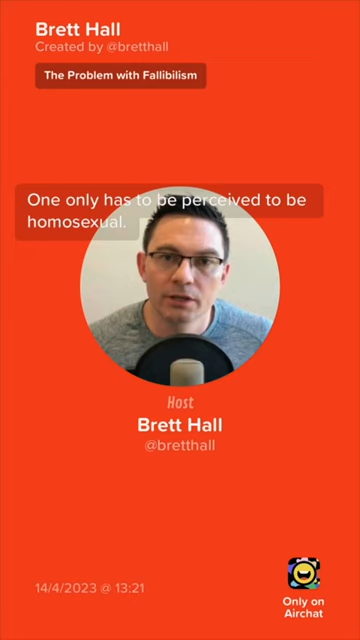 Brett Hall
Created by @bretthall
The Problem with Fallibilism
One only has to be perceived to be
homosexual.
Host
Brett Hall
@bretthall
14/4/2023 @ 13:21
Only on
Airchat